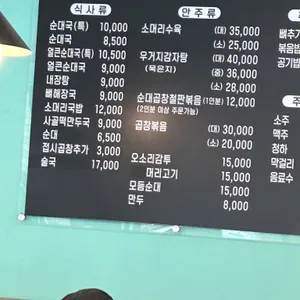 식사류
순대국(특) 10,000
순대국 8,500
얼큰순대국(특) 10,500
얼큰순대국 9,000
내장탕 9,000
뼈해장국 9,000
소머리국밥 12,000
사골떡만두국 9,000
순대 6,500
접시곱창추가 3,000
술국 17,000
안주류
소머리수육 (대) 35,000
(소) 25,000
우거지감자탕 (대) 40,000
(묵은지) (중) 36,000
(소) 28,000
순대곱창철판볶음(1인분) 12,000
(2인분 이상 주문가능)
곱창볶음 (대) 30,000
(소) 20,000
오소리감투 15,000
머리고기 15,000
모듬순대 15,000
만두 8,000
뼈추가
볶음
공기밥
소주
맥주
청하
막걸리
음료수